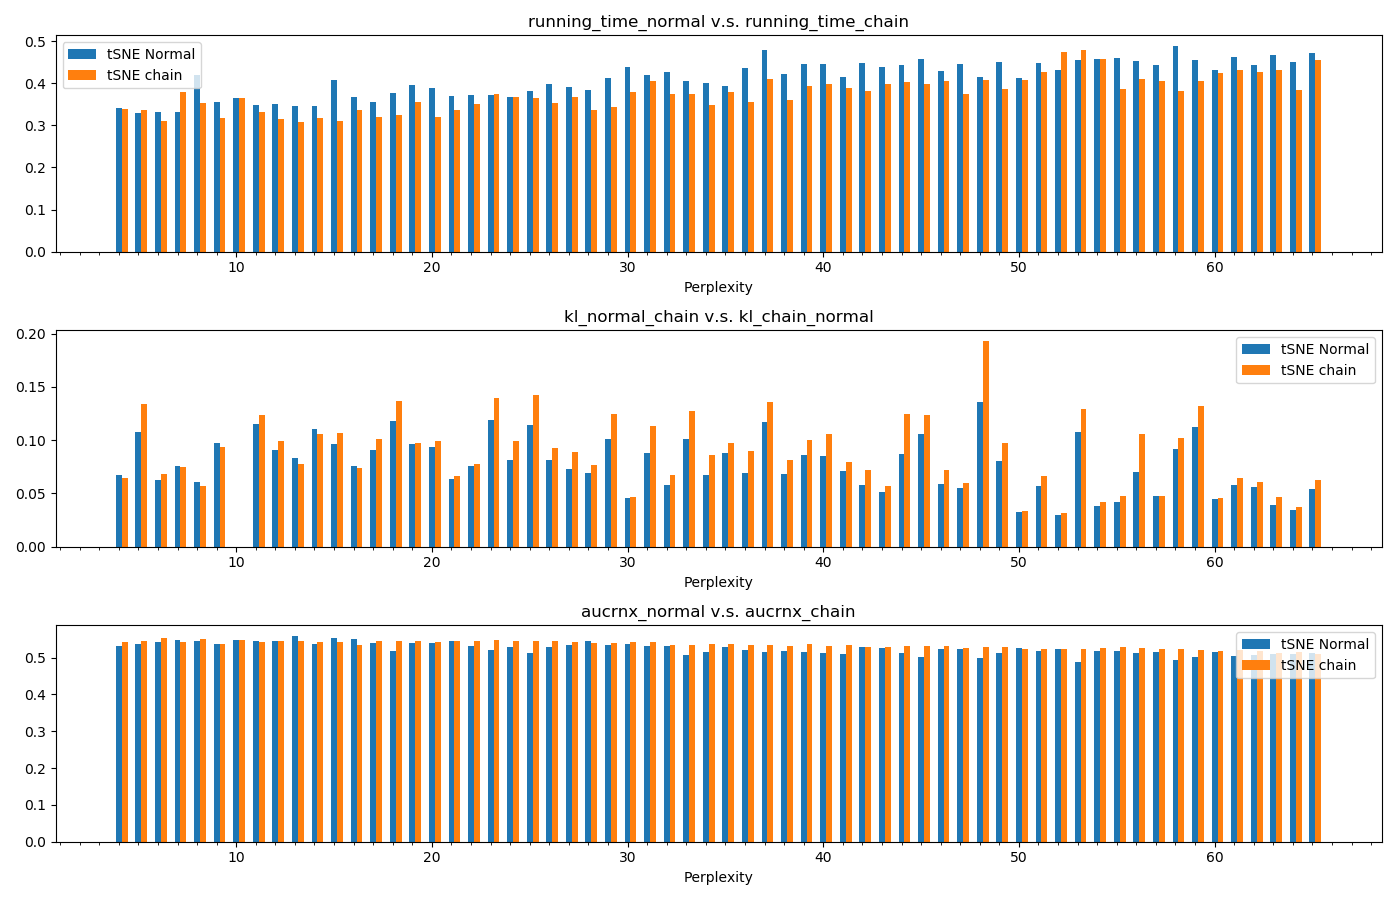 running_time_normal v.s. running_time_chain
tSNE Normal
tSNE chain
0.5
0.4
0.3
0.2
0.1
0.0
10 20 30 40 50 60
Perplexity
kl_normal_chain v.s. kl_chain_normal
tSNE Normal
tSNE chain
0.20
0.15
0.10
0.05
0.00
10 20 30 40 50 60
Perplexity
aucrnx_normal v.s. aucrnx_chain
tSNE Normal
tSNE chain
0.5
0.4
0.3
0.2
0.1
0.0
10 20 30 40 50 60
Perplexity